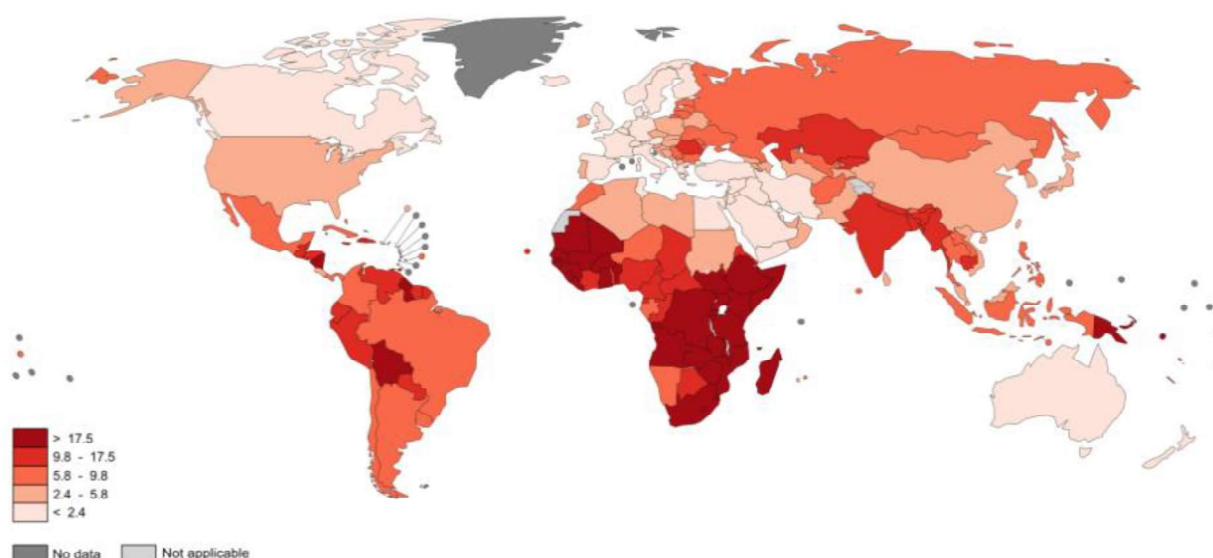 > 17.5
9.8 - 17.5
5.8 - 9.8
2.4 - 5.8
< 2.4
No data
Not applicable